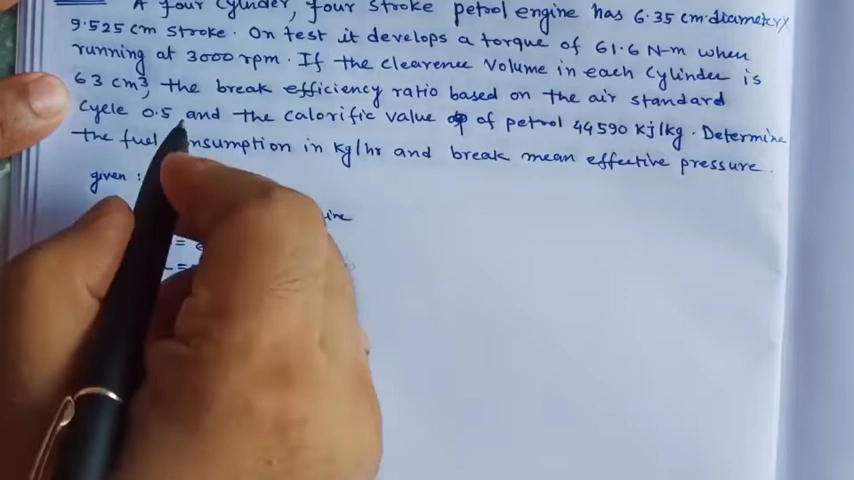 A four cylinder, four stroke petrol engine has 6.35 cm diameter x
9.525 cm stroke. On test it develops a torque of 61.6 N-m when
running at 3000 rpm. If the clearence volume in each cylinder is
63 cm³, the break efficiency ratio based on the air standard
cycle 0.5 and the calorific value of petrol 44590 kj/kg. Determine
the fuel nsumption in kg/hr and break mean effective pressure.
given :